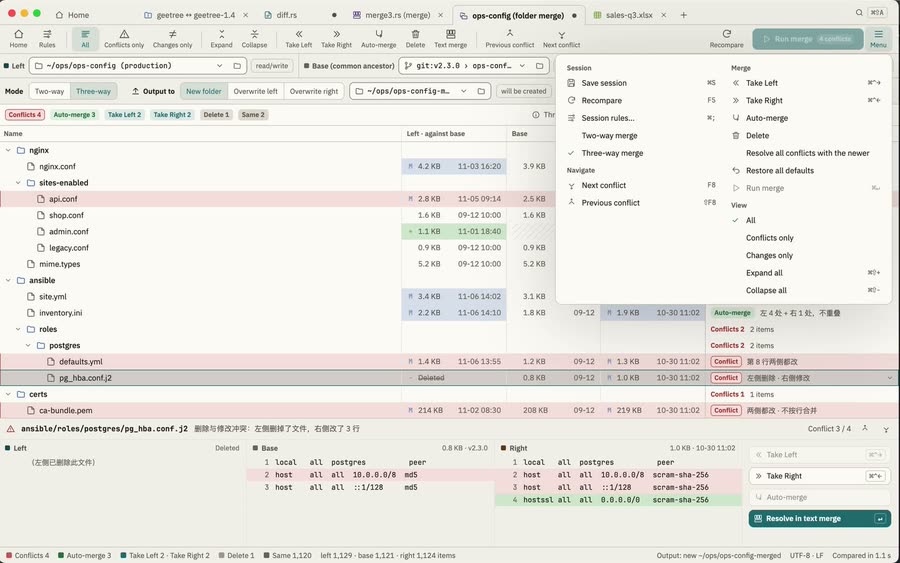 Home
geetree ↔ geetree-1.4
diff.rs
merge3.rs (merge)
ops-config (folder merge)
sales-q3.xlsx
Home
Rules
All
Conflicts only
Changes only
Expand
Collapse
Take Left
Take Right
Auto-merge
Delete
Text merge
Previous conflict
Next conflict
Recompare
Run merge 4 conflicts
Menu
Left ~/ops/ops-config (production) read/write
Base (common ancestor) git:v2.3.0 › ops-conf…
Mode Two-way Three-way Output to New folder Overwrite left Overwrite right ~/ops/ops-config-m… will be created
Conflicts 4 Auto-merge 3 Take Left 2 Take Right 2 Delete 1 Same 2
Name Left · against base Base
nginx
nginx.conf M 4.2 KB 11-03 16:20 3.9 KB
sites-enabled
api.conf M 2.8 KB 11-05 09:14 2.5 KB
shop.conf 1.6 KB 09-12 10:00 1.6 KB
admin.conf + 1.1 KB 11-01 18:40
legacy.conf 0.9 KB 09-12 10:00 0.9 KB
mime.types 5.2 KB 09-12 10:00 5.2 KB
ansible
site.yml M 3.4 KB 11-06 14:02 3.1 KB
inventory.ini M 2.2 KB 11-06 14:10 1.8 KB 09-12 M 1.9 KB 10-30 11:02 Auto-merge 左 4 处 + 右 1 处，不重叠
roles Conflicts 2 2 items
postgres Conflicts 2 2 items
defaults.yml M 1.4 KB 11-06 13:55 1.2 KB 09-12 M 1.3 KB 10-30 11:02 Conflict 第 8 行两侧都改
pg_hba.conf.j2 - Deleted 0.8 KB 09-12 M 1.0 KB 10-30 11:02 Conflict 左侧删除 · 右侧修改
certs Conflicts 1 1 items
ca-bundle.pem M 214 KB 11-02 08:30 208 KB 09-12 M 219 KB 10-30 11:02 Conflict 两侧都改 · 不按行合并
Session
Save session ⌘S
Recompare F5
Session rules… ⌘;
Two-way merge
Three-way merge
Navigate
Next conflict F8
Previous conflict ⇧F8
Merge
Take Left
Take Right
Auto-merge
Delete
Resolve all conflicts with the newer
Restore all defaults
Run merge
View
All
Conflicts only
Changes only
Expand all
Collapse all
ansible/roles/postgres/pg_hba.conf.j2 删除与修改冲突：左侧删掉了文件，右侧改了 3 行 Conflict 3 / 4
Left Deleted
(左侧已删除此文件)
Base 0.8 KB · v2.3.0
1 local all postgres peer
2 host all all 10.0.0.0/8 md5
3 host all all ::1/128 md5
Right 1.0 KB · 10-30 11:02
1 local all postgres peer
2 host all all 10.0.0.0/8 scram-sha-256
3 host all all ::1/128 scram-sha-256
4 hostssl all all 0.0.0.0/0 scram-sha-256
Take Left
Take Right
Auto-merge
Resolve in text merge
Conflicts 4 Auto-merge 3 Take Left 2 · Take Right 2 Delete 1 Same 1,120 left 1,129 · base 1,121 · right 1,124 items Output: new ~/ops/ops-config-merged UTF-8 · LF Compared in 1.1 s